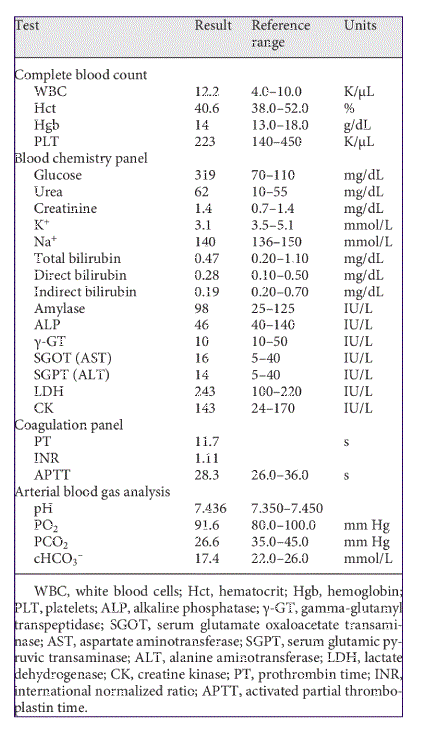 Test Result Reference range Units
Complete blood count
WBC 12.2 4.0–10.0 K/μL
Hct 40.6 38.0–52.0 %
Hgb 14 13.0–18.0 g/dL
PLT 223 140–450 K/μL
Blood chemistry panel
Glucose 319 70–110 mg/dL
Urea 62 10–55 mg/dL
Creatinine 1.4 0.7–1.4 mg/dL
K⁺ 3.1 3.5–5.1 mmol/L
Na⁺ 140 136–150 mmol/L
Total bilirubin 0.47 0.20–1.10 mg/dL
Direct bilirubin 0.28 0.10–0.50 mg/dL
Indirect bilirubin 0.19 0.20–0.70 mg/dL
Amylase 98 25–125 IU/L
ALP 46 40–140 IU/L
γ-GT 10 10–50 IU/L
SGOT (AST) 16 5–40 IU/L
SGPT (ALT) 14 5–40 IU/L
LDH 243 100–220 IU/L
CK 143 24–170 IU/L
Coagulation panel
PT 11.7 s
INR 1.11
APTT 28.3 26.0–36.0 s
Arterial blood gas analysis
pH 7.436 7.350–7.450
PO₂ 91.6 80.0–100.0 mm Hg
PCO₂ 26.6 35.0–45.0 mm Hg
cHCO₃⁻ 17.4 22.0–26.0 mmol/L
WBC, white blood cells; Hct, hematocrit; Hgb, hemoglobin;
PLT, platelets; ALP, alkaline phosphatase; γ-GT, gamma-glutamyl
transpeptidase; SGOT, serum glutamate oxaloacetate transami-
nase; AST, aspartate aminotransferase; SGPT, serum glutamic py-
ruvic transaminase; ALT, alanine aminotransferase; LDH, lactate
dehydrogenase; CK, creatine kinase; PT, prothrombin time; INR,
international normalized ratio; APTT, activated partial thrombo-
plastin time.